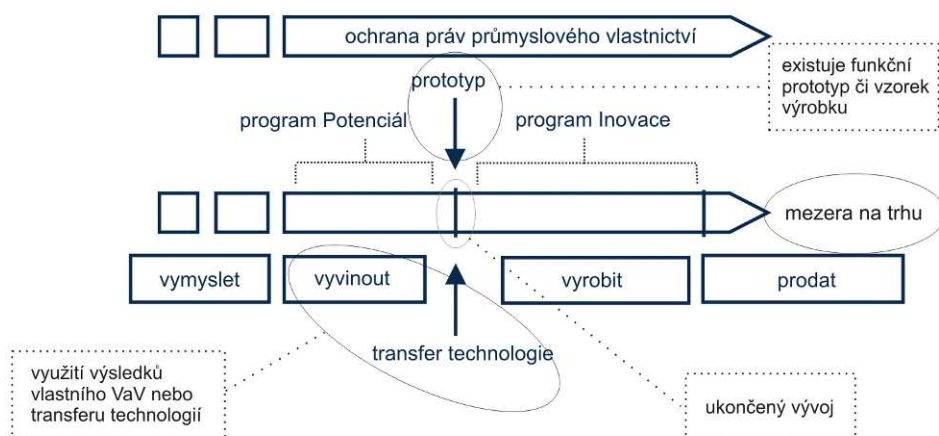 ochrana práv průmyslového vlastnictví
existuje funkční
prototyp či vzorek
výrobku
prototyp
program Potenciál
program Inovace
mezera na trhu
vymyslet
vyvinout
vyrobit
prodat
transfer technologie
využití výsledků
vlastního VaV nebo
transferu technologií
ukončený vývoj